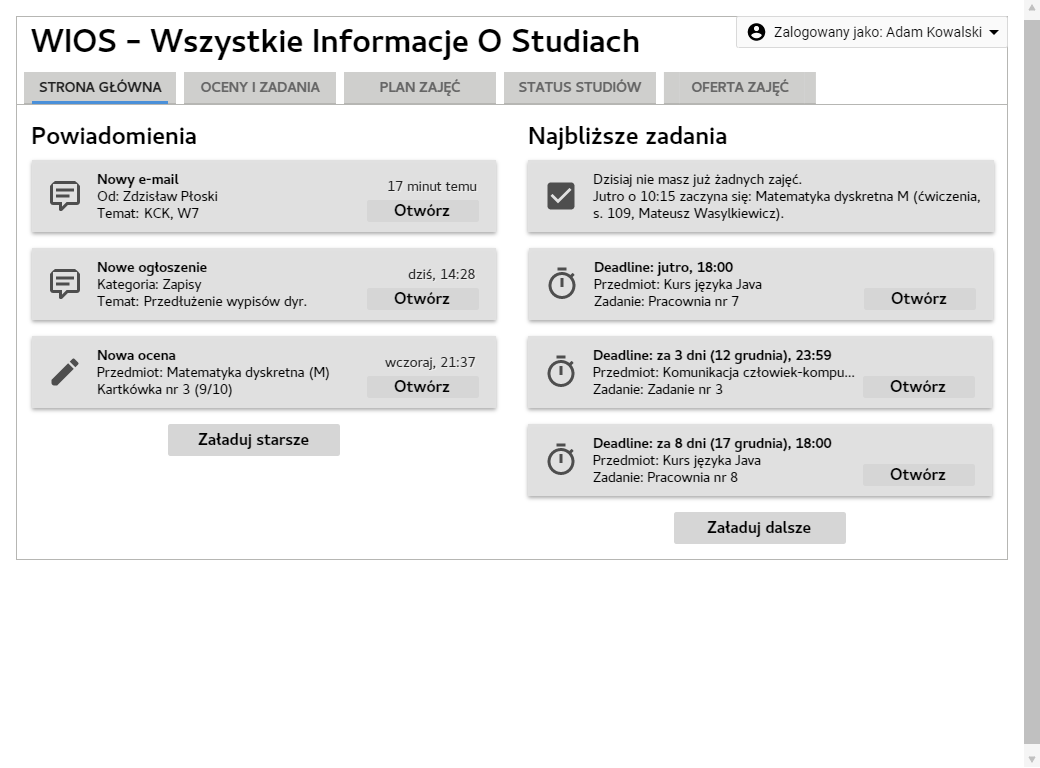 WIOS - Wszystkie Informacje O Studiach
Zalogowany jako: Adam Kowalski
STRONA GŁÓWNA
OCENY I ZADANIA
PLAN ZAJĘĆ
STATUS STUDIÓW
OFERTA ZAJĘĆ
Powiadomienia
Nowy e-mail
Od: Zdzisław Płoski
Temat: KCK, W7
17 minut temu
Otwórz
Nowe ogłoszenie
Kategoria: Zapisy
Temat: Przedłużenie wypisów dyr.
dziś, 14:28
Otwórz
Nowa ocena
Przedmiot: Matematyka dyskretna (M)
Kartkówka nr 3 (9/10)
wczoraj, 21:37
Otwórz
Załaduj starsze
Najbliższe zadania
Dzisiaj nie masz już żadnych zajęć.
Jutro o 10:15 zaczyna się: Matematyka dyskretna M (ćwiczenia,
s. 109, Mateusz Wasylkiewicz).
Deadline: jutro, 18:00
Przedmiot: Kurs języka Java
Zadanie: Pracownia nr 7
Otwórz
Deadline: za 3 dni (12 grudnia), 23:59
Przedmiot: Komunikacja człowiek-kompu...
Zadanie: Zadanie nr 3
Otwórz
Deadline: za 8 dni (17 grudnia), 18:00
Przedmiot: Kurs języka Java
Zadanie: Pracownia nr 8
Otwórz
Załaduj dalsze